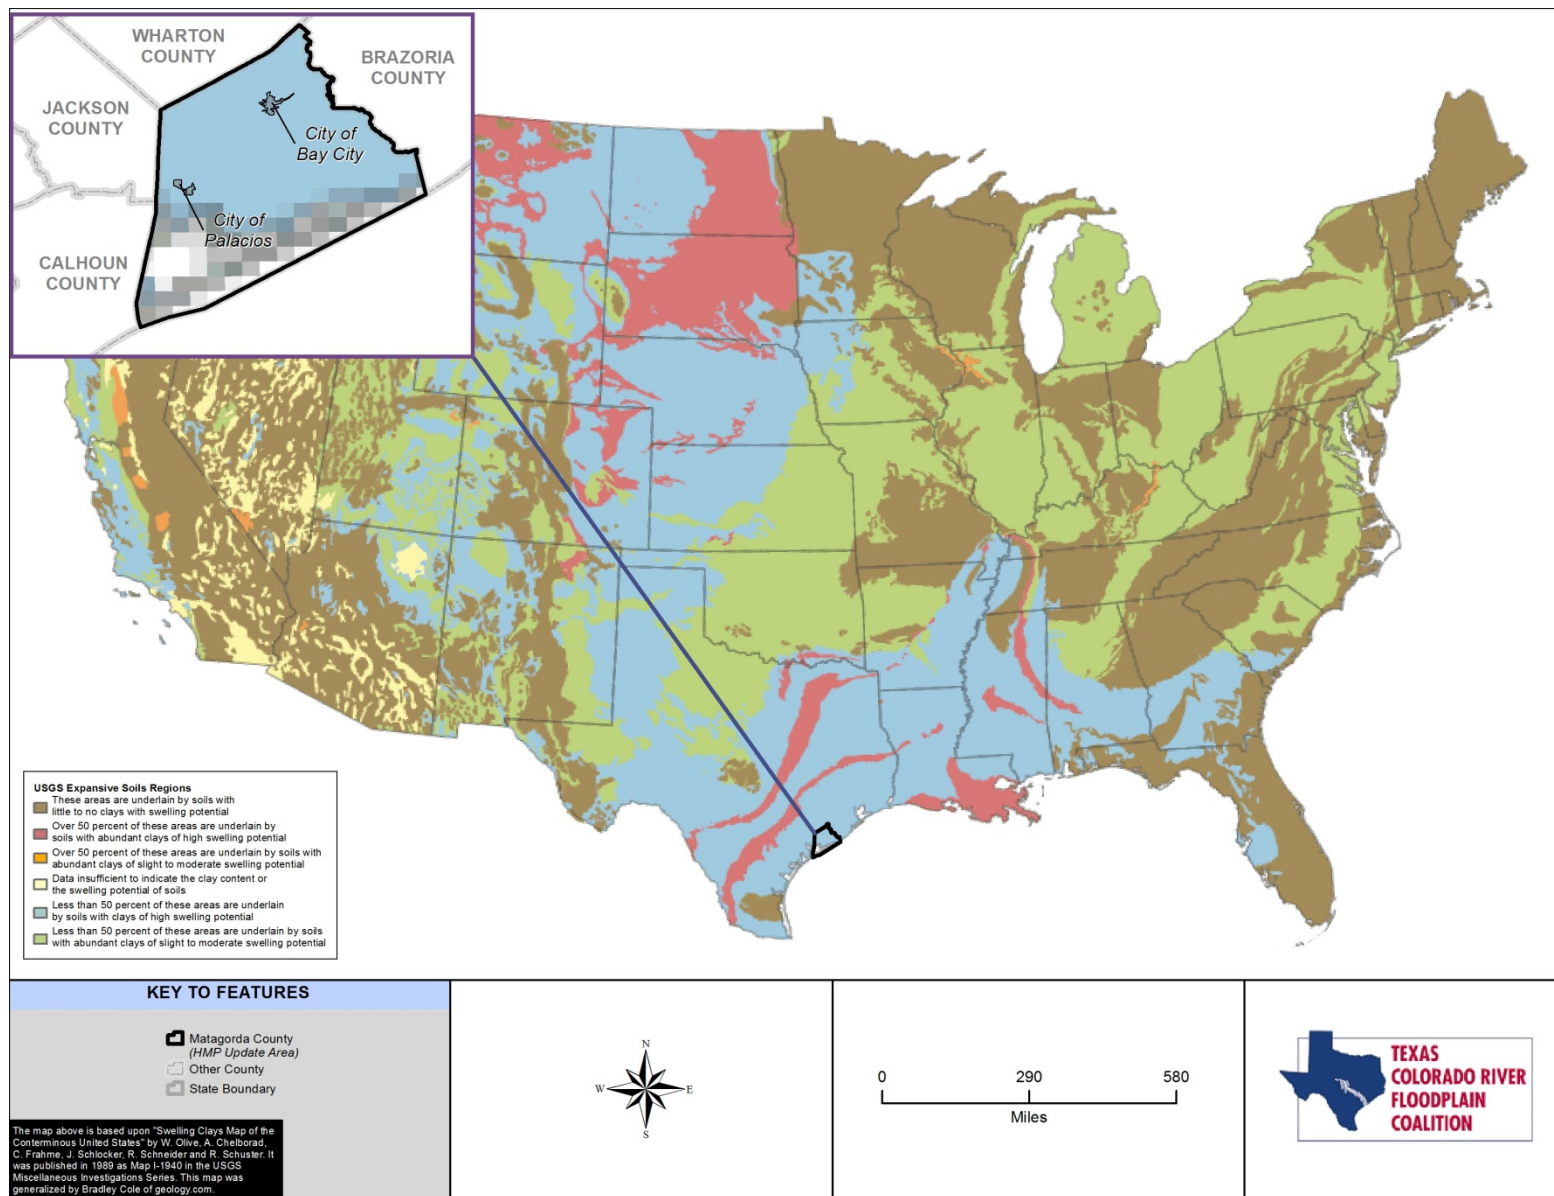 WHARTON
COUNTY
BRAZORIA
COUNTY
JACKSON
COUNTY
City of
Bay City
City of
Palacios
CALHOUN
COUNTY
USGS Expansive Soils Regions
These areas are underlain by soils with
little to no clays with swelling potential
Over 50 percent of these areas are underlain by
soils with abundant clays of high swelling potential
Over 50 percent of these areas are underlain by soils with
abundant clays of slight to moderate swelling potential
Data insufficient to indicate the clay content or
the swelling potential of soils
Less than 50 percent of these areas are underlain
by soils with clays of high swelling potential
Less than 50 percent of these areas are underlain by soils
with abundant clays of slight to moderate swelling potential
KEY TO FEATURES
Matagorda County
(HMP Update Area)
Other County
State Boundary
The map above is based upon "Swelling Clays Map of the
Conterminous United States" by W. Olive, A. Chelborad,
C. Frahme, J. Schlocker, R. Schneider and R. Schuster. It
was published in 1989 as Map I-1940 in the USGS
Miscellaneous Investigations Series. This map was
generalized by Bradley Cole of geology.com.
N
W
E
S
0 290 580
Miles
TEXAS
COLORADO RIVER
FLOODPLAIN
COALITION